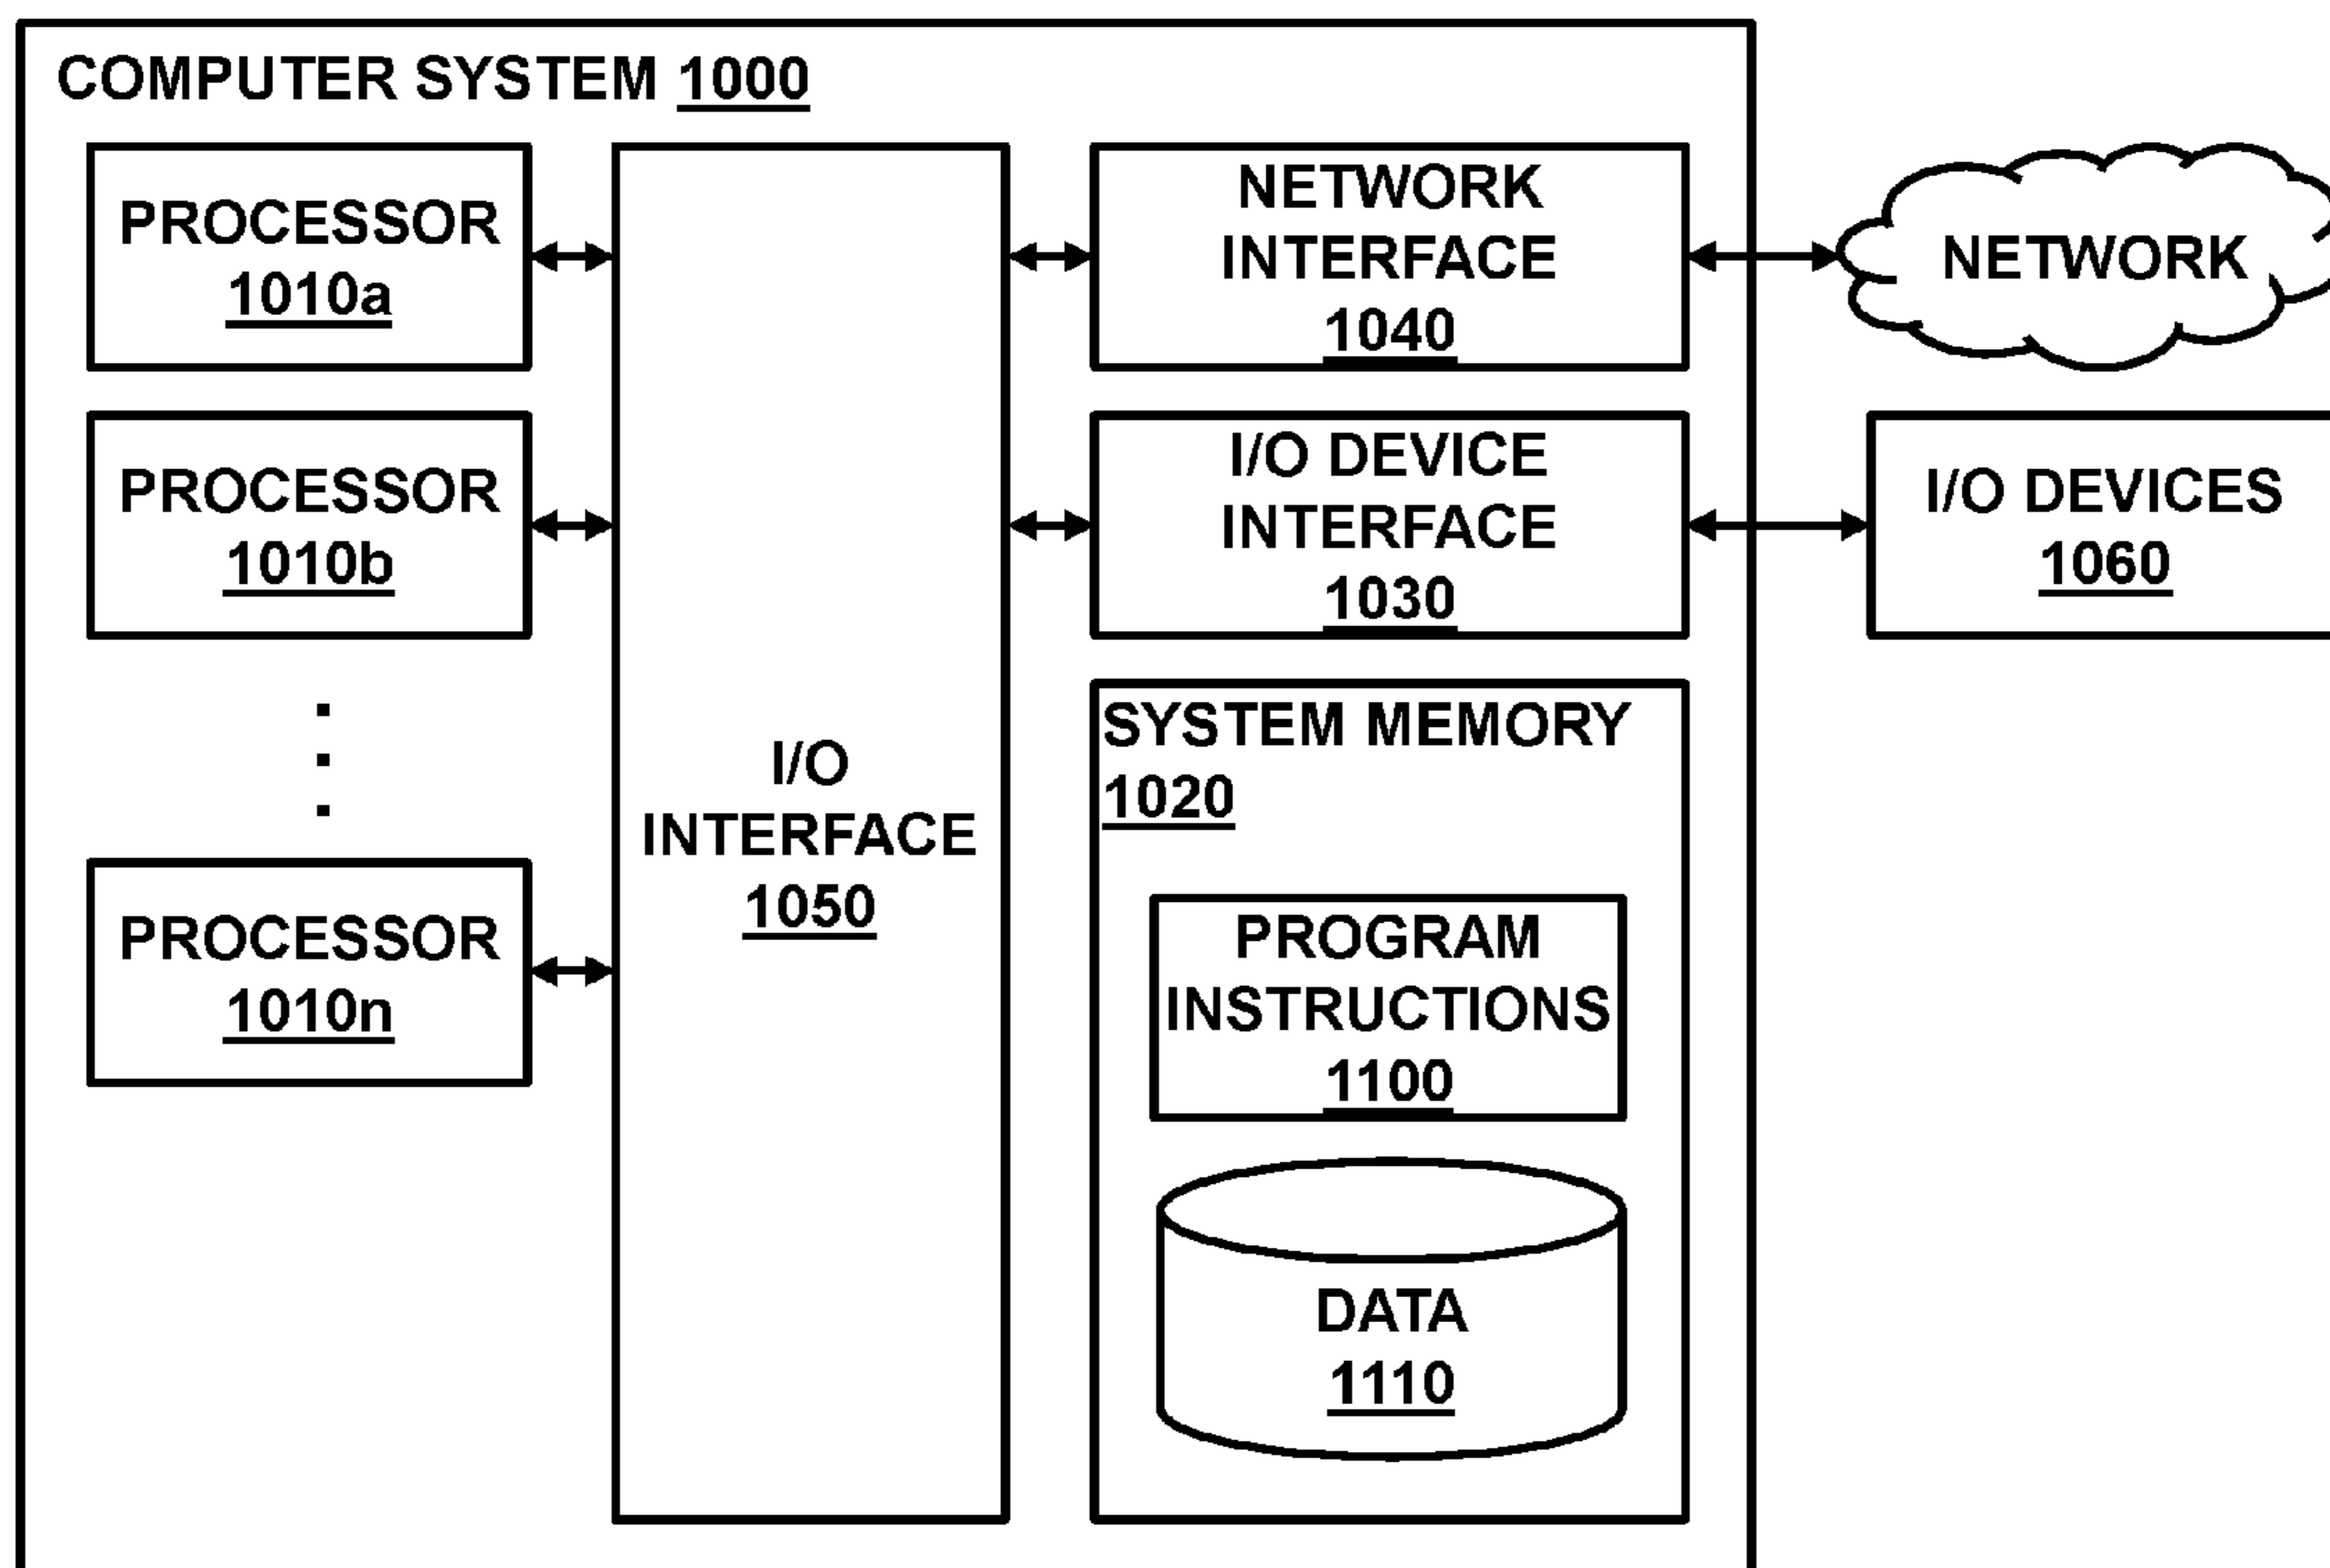 COMPUTER SYSTEM 1000
PROCESSOR
1010a
PROCESSOR
1010b
PROCESSOR
1010n
I/O
INTERFACE
1050
NETWORK
INTERFACE
1040
I/O DEVICE
INTERFACE
1030
SYSTEM MEMORY
1020
PROGRAM
INSTRUCTIONS
1100
DATA
1110
NETWORK
I/O DEVICES
1060